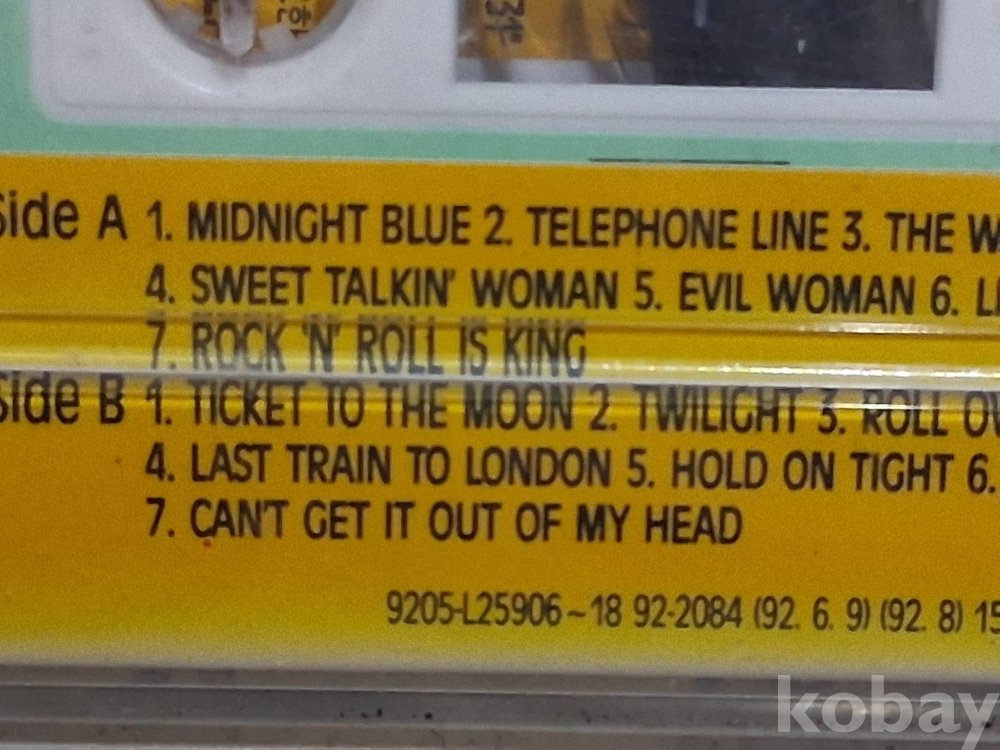 Side A 1. MIDNIGHT BLUE 2. TELEPHONE LINE 3. THE
4. SWEET TALKIN' WOMAN 5. EVIL WOMAN 6.
7. ROCK 'N' ROLL IS KING
Side B 1. TICKET TO THE MOON 2. TWILIGHT 3. ROLL
4. LAST TRAIN TO LONDON 5. HOLD ON TIGHT 6.
7. CAN'T GET IT OUT OF MY HEAD
9205-L25906~18 92-2084 (92. 6. 9) (92. 8)
kobay